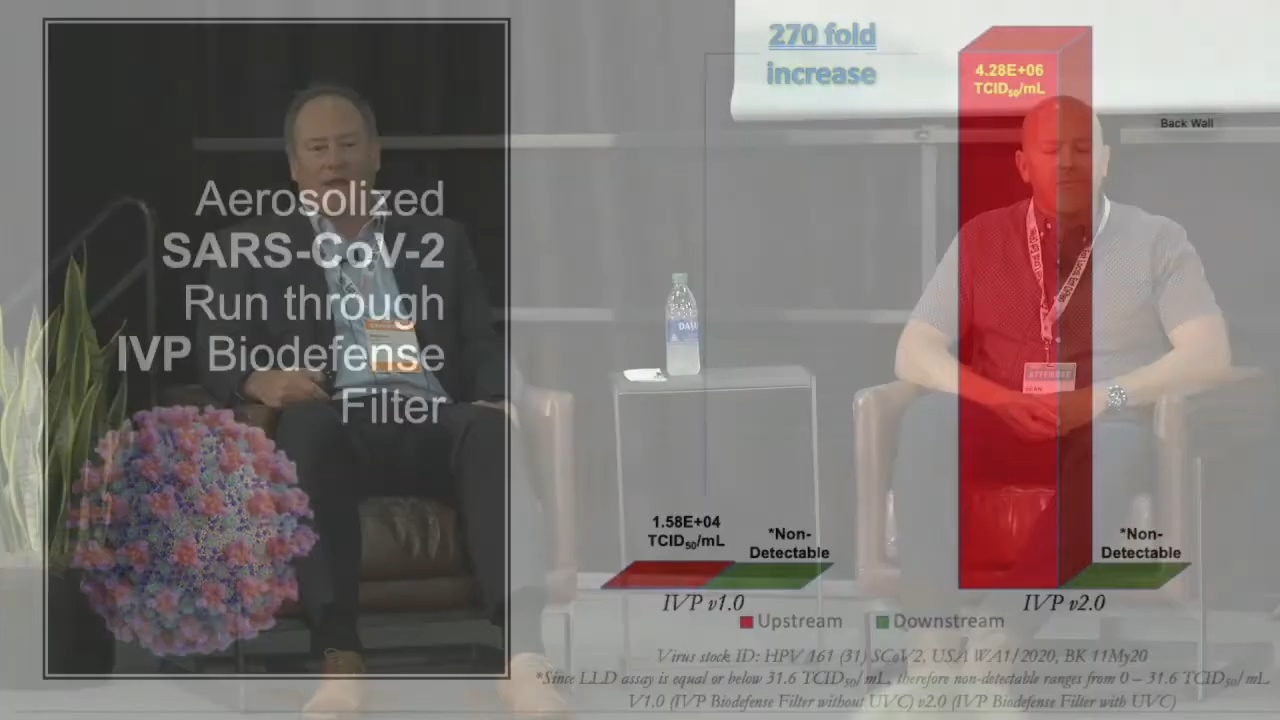 Aerosolized
SARS-CoV-2
Run through
IVP Biodefense
Filter
270 fold
increase
4.28E+06
TCID50/mL
Back Wall
DASA
ATTENDEE
SEAN
1.58E+04
TCID50/mL
*Non-
Detectable
*Non-
Detectable
IVP v1.0
IVP v2.0
Upstream
Downstream
Virus stock ID: HPV 161 (31) SCoV2, USA WA1/2020, BK 11My20
*Since LLD assay is equal or below 31.6 TCID50/mL, therefore non-detectable ranges from 0 – 31.6 TCID50/mL
V1.0 (IVP Biodefense Filter without UVC) v2.0 (IVP Biodefense Filter with UVC)